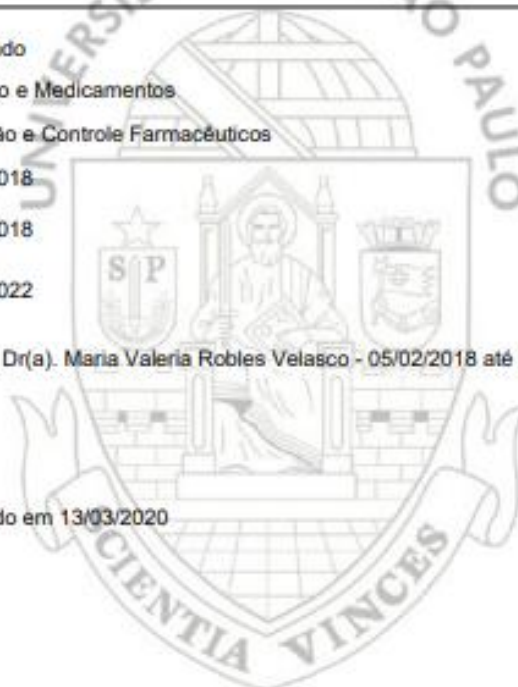 UNIVERSI ÃO PAULO
do
o e Medicamentos
ão e Controle Farmacêuticos
018
018
S P
022
Dr(a). Maria Valeria Robles Velasco - 05/02/2018 até
do em 13/03/2020
SCIENTIA VINCES